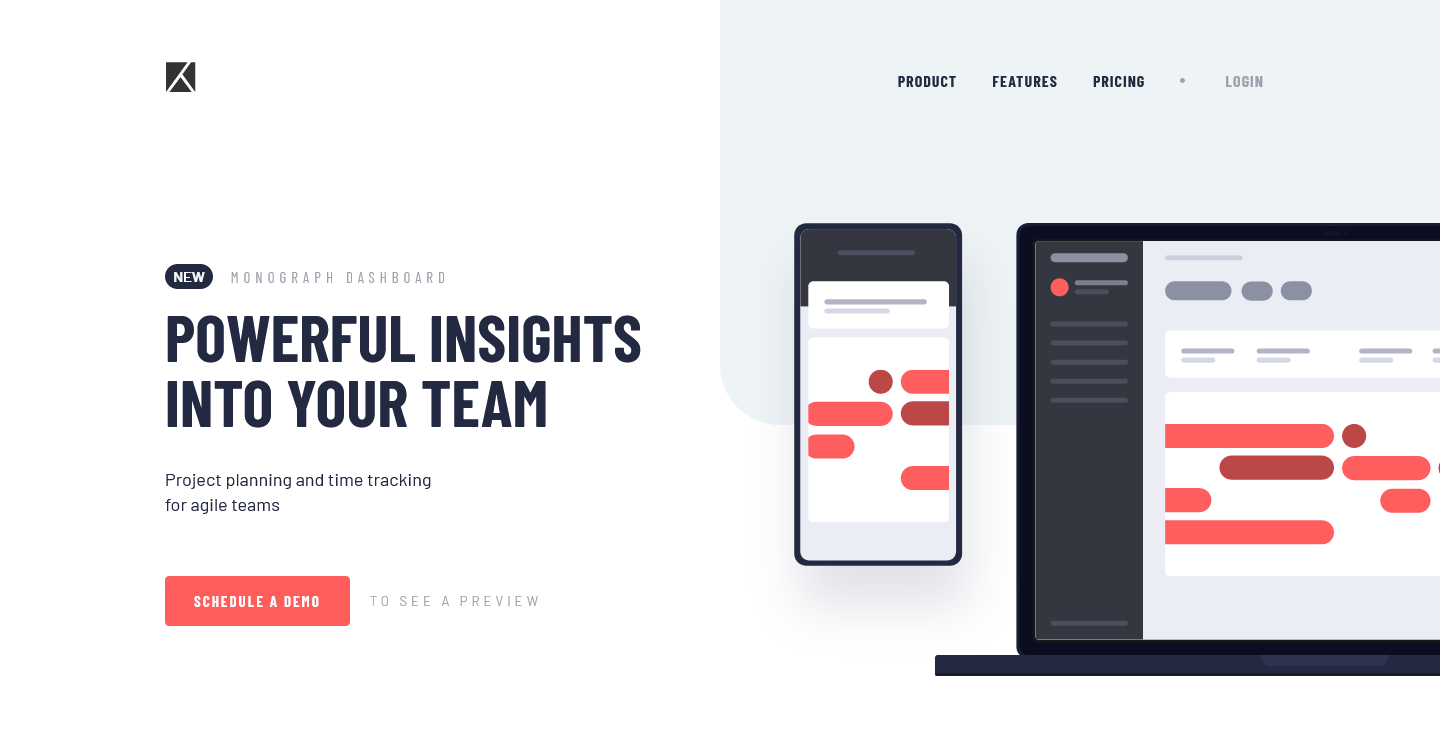 PRODUCT FEATURES PRICING • LOGIN
NEW MONOGRAPH DASHBOARD
POWERFUL INSIGHTS
INTO YOUR TEAM
Project planning and time tracking
for agile teams
SCHEDULE A DEMO TO SEE A PREVIEW